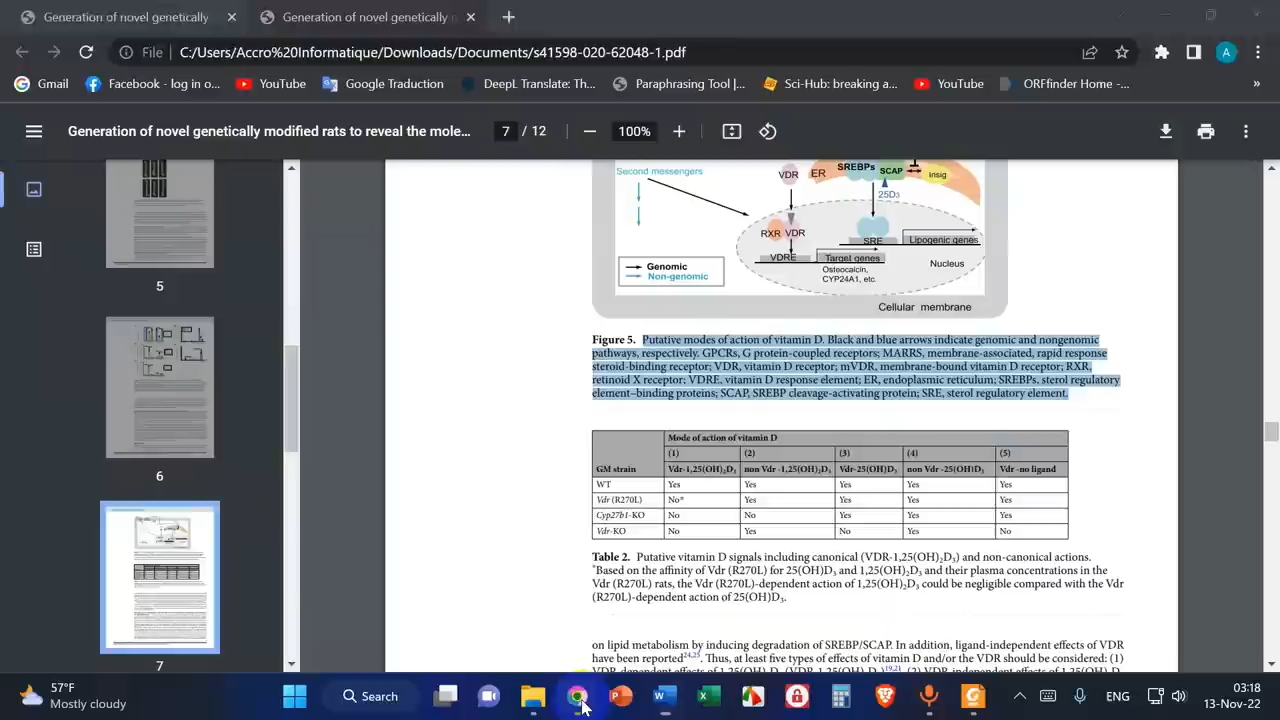 Generation of novel genetically
Generation of novel genetically
File C:/Users/Accro%20Informatique/Downloads/Documents/s41598-020-62048-1.pdf
A
Gmail Facebook - log in o... YouTube Google Traduction DeepL Translate: Th... Paraphrasing Tool |... Sci-Hub: breaking a... YouTube ORFfinder Home -... »
Generation of novel genetically modified rats to reveal the mole... 7 / 12 100%
6
7
Second messengers
VDR ER SREBPs SCAP Insig
25D3
RXR VDR
SRE Lipogenic genes
VDRE Target genes
Osteocalcin,
CYP24A1, etc.
Nucleus
Genomic
Non-genomic
Cellular membrane
Figure 5. Putative modes of action of vitamin D. Black and blue arrows indicate genomic and nongenomic
pathways, respectively. GPCRs, G protein-coupled receptors; MARRS, membrane-associated, rapid response
steroid-binding receptor; VDR, vitamin D receptor; mVDR, membrane-bound vitamin D receptor; RXR,
retinoid X receptor; VDRE, vitamin D response element; ER, endoplasmic reticulum; SREBPs, sterol regulatory
element–binding proteins; SCAP, SREBP cleavage-activating protein; SRE, sterol regulatory element.
Mode of action of vitamin D
(1) (2) (3) (4) (5)
GM strain Vdr-1,25(OH)₂D₃ non Vdr -1,25(OH)₂D₃ Vdr-25(OH)D₃ non Vdr -25(OH)D₃ Vdr -no ligand
WT Yes Yes Yes Yes Yes
Vdr (R270L) No* Yes Yes Yes Yes
Cyp27b1-KO No No Yes Yes Yes
Vdr-KO No Yes No Yes No
Table 2. Putative vitamin D signals including canonical (VDR-1,25(OH)₂D₃) and non-canonical actions.
*Based on the affinity of Vdr (R270L) for 25(OH)D₃ and 1,25(OH)₂D₃ and their plasma concentrations in the
Vdr (R270L) rats, the Vdr (R270L)-dependent action of 1,25(OH)₂D₃ could be negligible compared with the Vdr
(R270L)-dependent action of 25(OH)D₃.
on lipid metabolism by inducing degradation of SREBP/SCAP. In addition, ligand-independent effects of VDR
have been reported24,25. Thus, at least five types of effects of vitamin D and/or the VDR should be considered: (1)
57°F
Mostly cloudy
Search
ENG
03:18
13-Nov-22